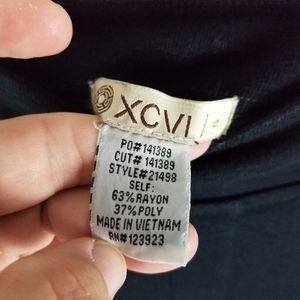 XCVI
PO# 141389
CUT# 141389
STYLE# 21498
SELF:
63% RAYON
37% POLY
MADE IN VIETNAM
RN# 123923